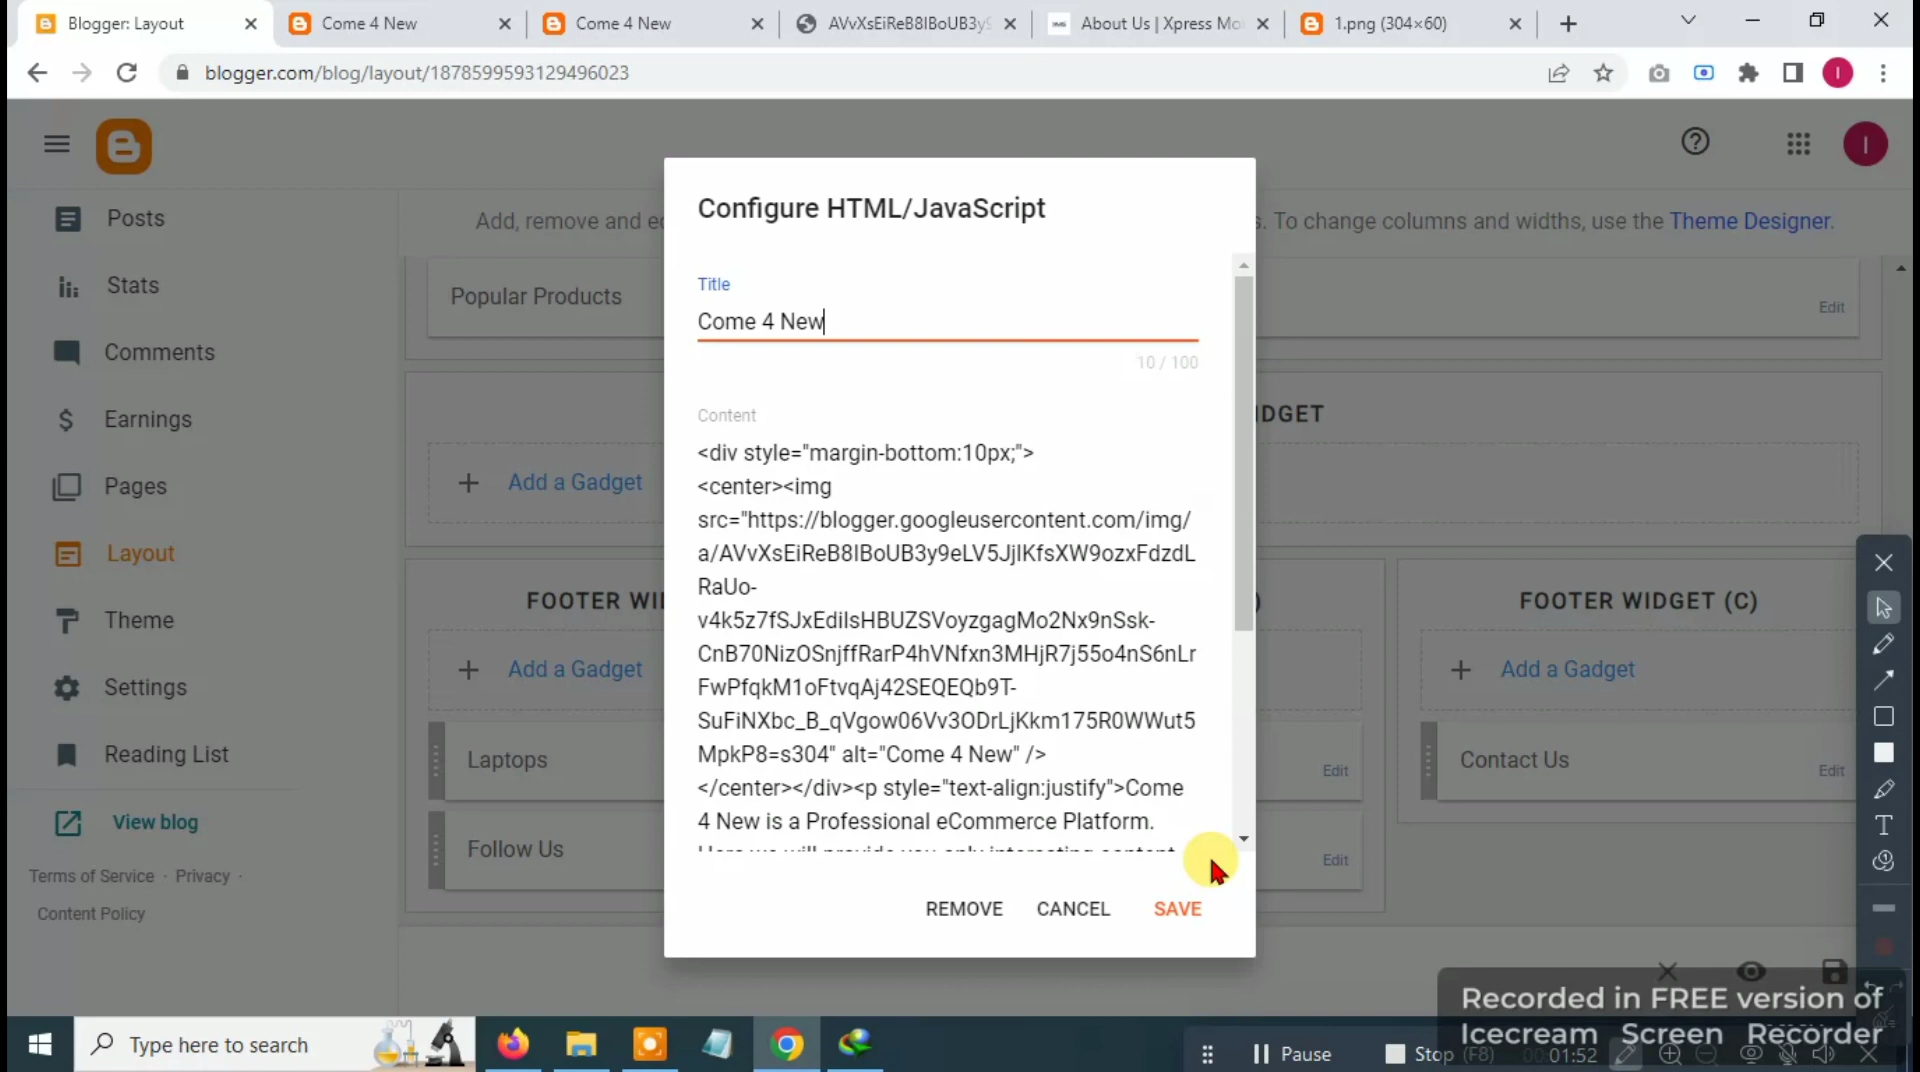 Blogger: Layout
Come 4 New
Come 4 New
AVvXsEiReB8IBoUB3y9
About Us | Xpress Mo
1.png (304×60)
blogger.com/blog/layout/1878599593129496023
I
I
Posts
Stats
Comments
Earnings
Pages
Layout
Theme
Settings
Reading List
View blog
Terms of Service · Privacy ·
Content Policy
Add, remove and
. To change columns and widths, use the Theme Designer.
Popular Products
Edit
DGET
Add a Gadget
FOOTER
Add a Gadget
Laptops
Edit
Follow Us
Edit
FOOTER WIDGET (C)
Add a Gadget
Contact Us
Edit
Configure HTML/JavaScript
Title
Come 4 New
10 / 100
Content
<div style="margin-bottom:10px;">
<center><img
src="https://blogger.googleusercontent.com/img/
a/AVvXsEiReB8IBoUB3y9eLV5JjlKfsXW9ozxFdzdL
RaUo-
v4k5z7fSJxEdilsHBUZSVoyzgagMo2Nx9nSsk-
CnB70NizOSnjffRarP4hVNfxn3MHjR7j55o4nS6nLr
FwPfqkM1oFtvqAj42SEQEQb9T-
SuFiNXbc_B_qVgow06Vv3ODrLjKkm175R0WWut5
MpkP8=s304" alt="Come 4 New" />
</center></div><p style="text-align:justify">Come
4 New is a Professional eCommerce Platform.
REMOVE
CANCEL
SAVE
T
Recorded in FREE version of
Icecream Screen Recorder
Type here to search
Pause
Stop (F8)
00:01:52